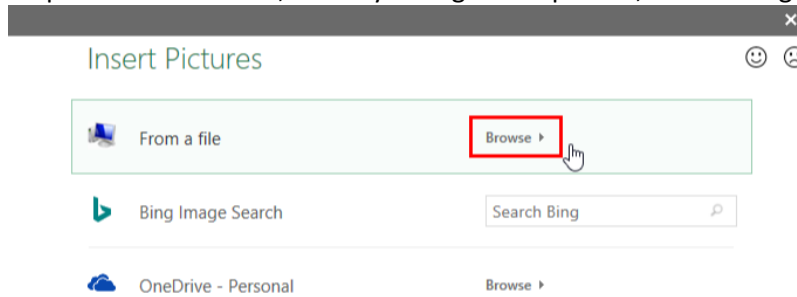 Insert Pictures
From a file Browse
Bing Image Search Search Bing
OneDrive - Personal Browse